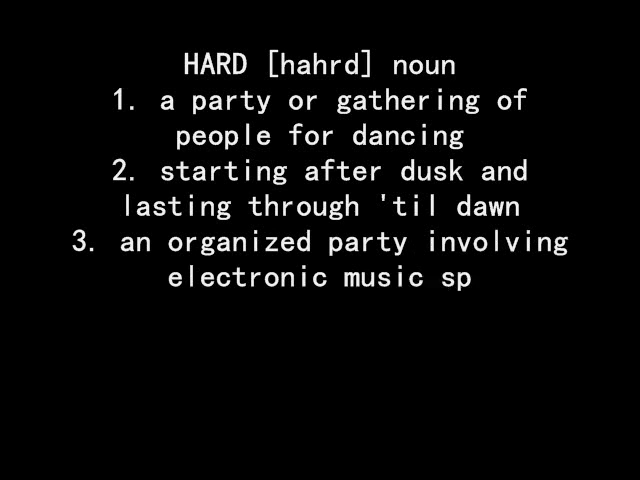 HARD [hahrd] noun
1. a party or gathering of
people for dancing
2. starting after dusk and
lasting through 'til dawn
3. an organized party involving
electronic music sp